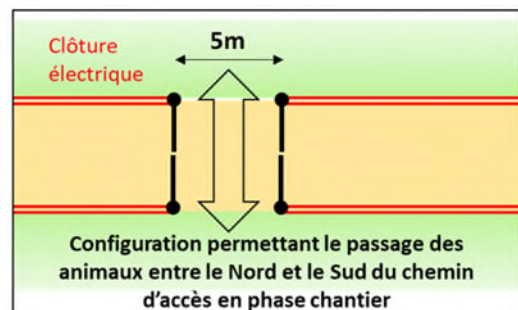 Clôture
électrique
5m
Configuration permettant le passage des
animaux entre le Nord et le Sud du chemin
d'accès en phase chantier